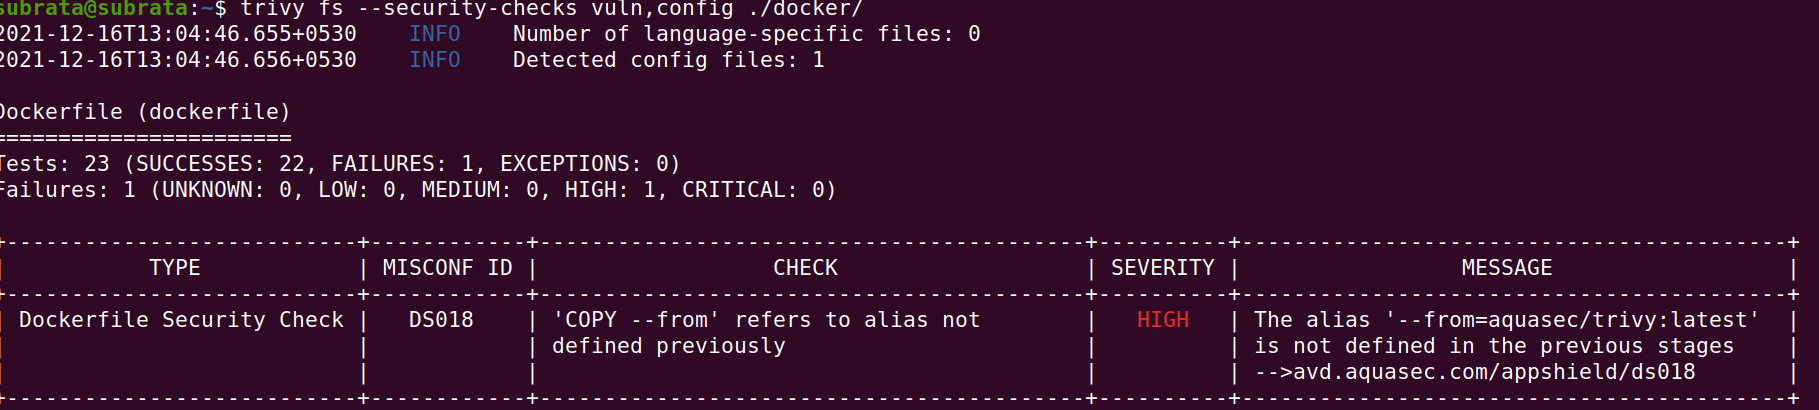 subrata@subrata:~$ trivy fs --security-checks vuln,config ./docker/
2021-12-16T13:04:46.655+0530    INFO    Number of language-specific files: 0
2021-12-16T13:04:46.656+0530    INFO    Detected config files: 1
Dockerfile (dockerfile)
=======================
Tests: 23 (SUCCESSES: 22, FAILURES: 1, EXCEPTIONS: 0)
Failures: 1 (UNKNOWN: 0, LOW: 0, MEDIUM: 0, HIGH: 1, CRITICAL: 0)
+---------------------------+------------+------------------------------------------+----------+------------------------------------------+
|           TYPE            | MISCONF ID |                  CHECK                   | SEVERITY |                 MESSAGE                  |
+---------------------------+------------+------------------------------------------+----------+------------------------------------------+
| Dockerfile Security Check |   DS018    | 'COPY --from' refers to alias not        |   HIGH   | The alias '--from=aquasec/trivy:latest'  |
|                           |            | defined previously                       |          | is not defined in the previous stages    |
|                           |            |                                          |          | -->avd.aquasec.com/appshield/ds018       |
+---------------------------+------------+------------------------------------------+----------+------------------------------------------+